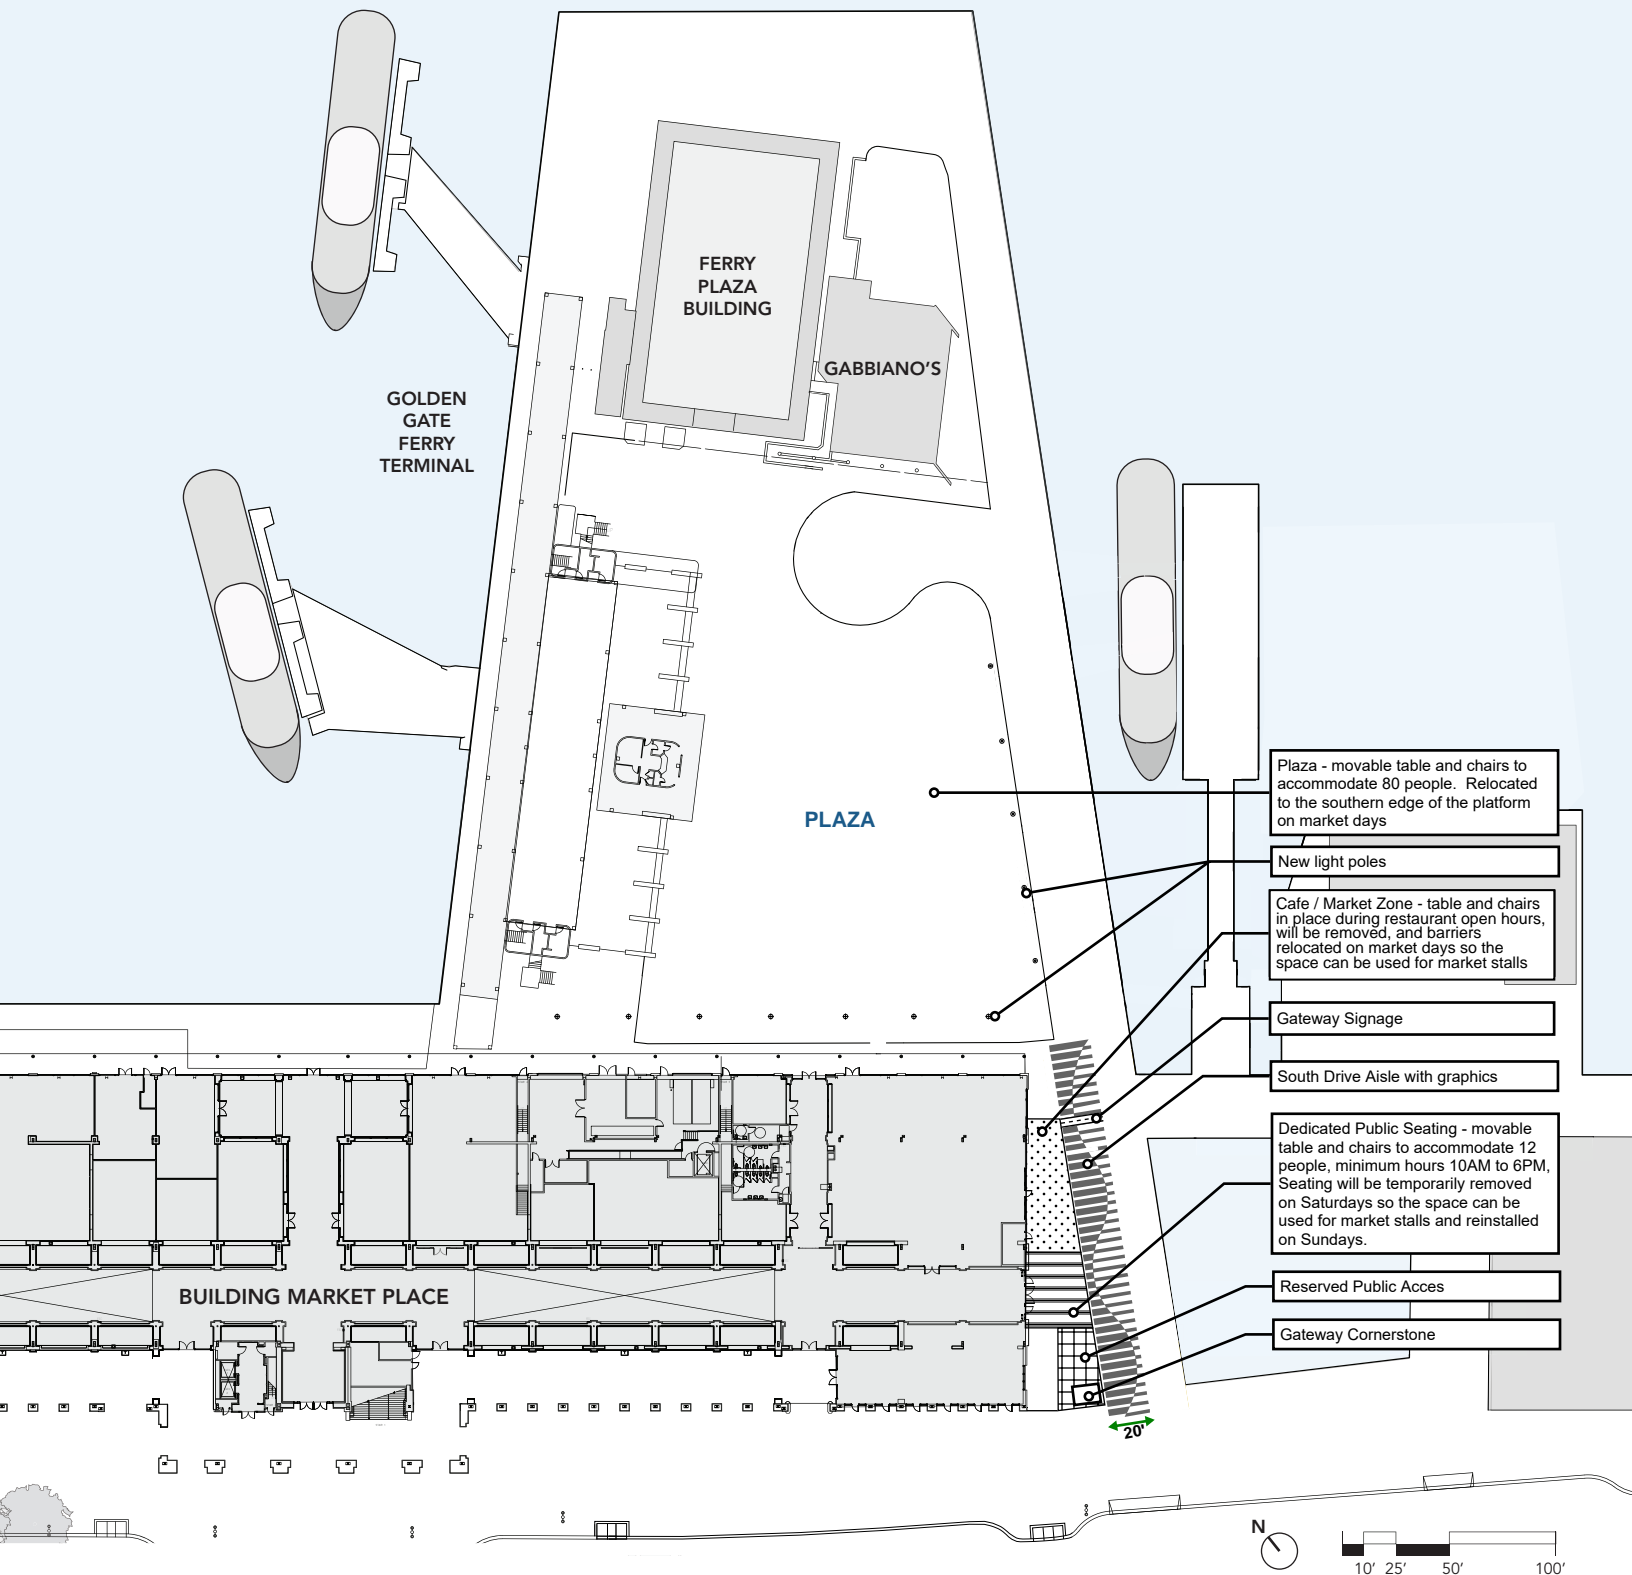 FERRY
PLAZA
BUILDING
GABBIANO'S
GOLDEN
GATE
FERRY
TERMINAL
PLAZA
Plaza - movable table and chairs to
accommodate 80 people.  Relocated
to the southern edge of the platform
on market days
New light poles
Cafe / Market Zone - table and chairs
in place during restaurant open hours,
will be removed, and barriers
relocated on market days so the
space can be used for market stalls
Gateway Signage
South Drive Aisle with graphics
Dedicated Public Seating - movable
table and chairs to accommodate 12
people, minimum hours 10AM to 6PM,
Seating will be temporarily removed
on Saturdays so the space can be
used for market stalls and reinstalled
on Sundays.
Reserved Public Acces
Gateway Cornerstone
BUILDING MARKET PLACE
20'
N
10' 25' 50' 100'